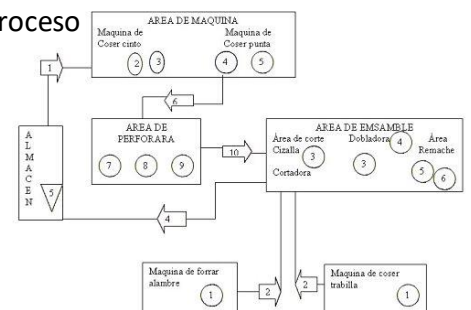 roceso
AREA DE MAQUINA
Maquina de Coser cinto
Maquina de Coser punta
2 3 4 5
1
6
ALMACEN
5
AREA DE PERFORARA
7 8 9
10
AREA DE EMSAMBLE
Área de corte
Cizalla
3
Cortadora
Dobladora
4
3
Área Remache
5 6
4
Maquina de forrar alambre
1
2
2
Maquina de coser trabilla
1